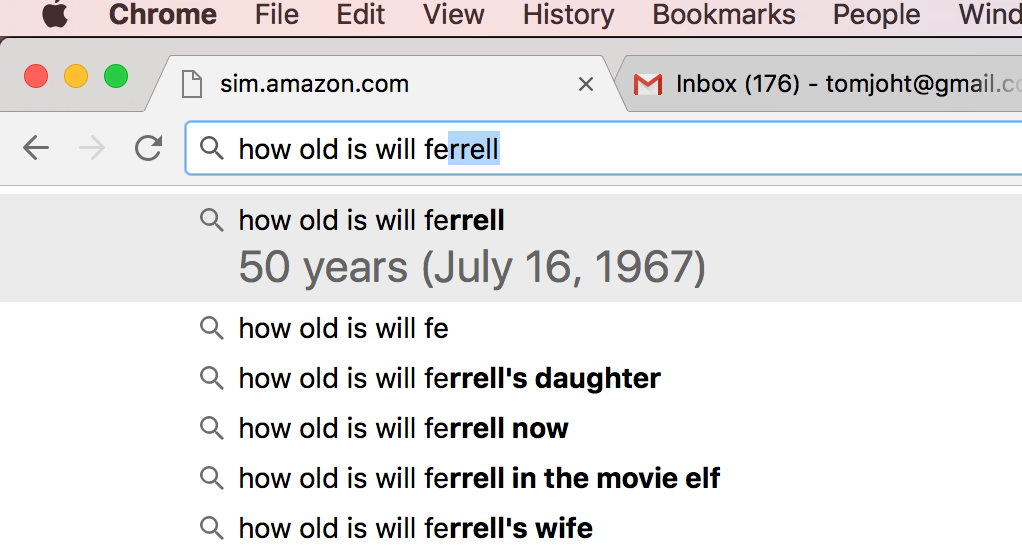 Chrome File Edit View History Bookmarks People Wind
sim.amazon.com Inbox (176) - tomjoht@gmail.co
how old is will ferrell
how old is will ferrell
50 years (July 16, 1967)
how old is will fe
how old is will ferrell's daughter
how old is will ferrell now
how old is will ferrell in the movie elf
how old is will ferrell's wife